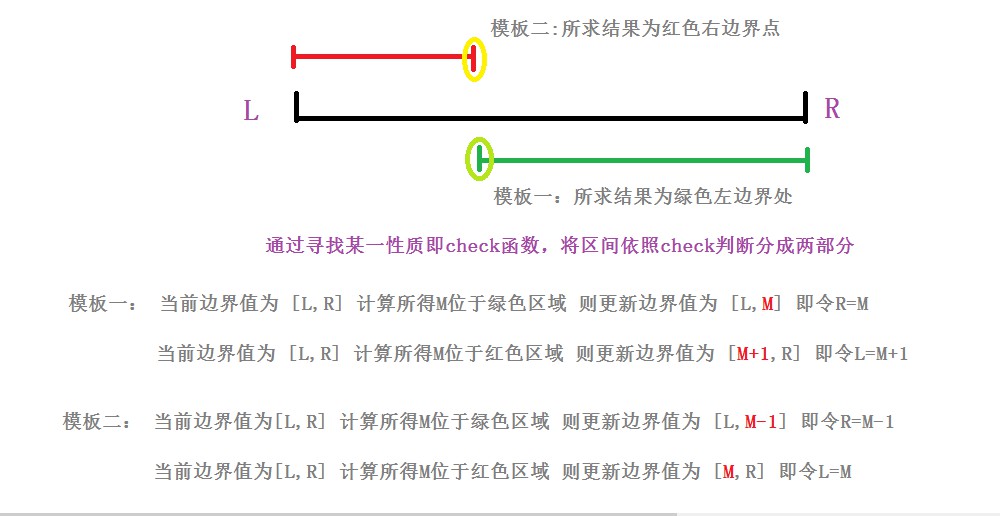 模板二:所求结果为红色右边界点
L
R
模板一：所求结果为绿色左边界处
通过寻找某一性质即check函数，将区间依照check判断分成两部分
模板一： 当前边界值为 [L,R] 计算所得M位于绿色区域 则更新边界值为 [L,M] 即令R=M
当前边界值为 [L,R] 计算所得M位于红色区域 则更新边界值为 [M+1,R] 即令L=M+1
模板二： 当前边界值为[L,R] 计算所得M位于绿色区域 则更新边界值为 [L,M-1] 即令R=M-1
当前边界值为[L,R] 计算所得M位于红色区域 则更新边界值为 [M,R] 即令L=M